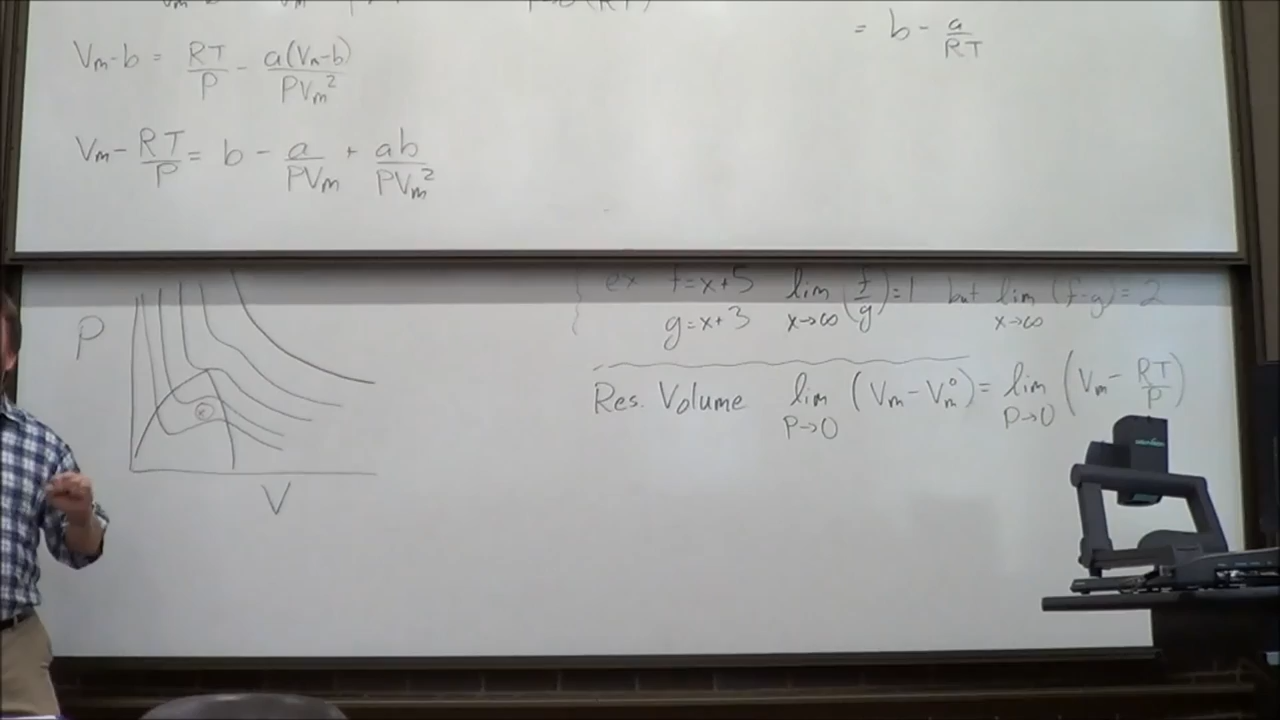 Vm-b = RT/P - a(Vm-b)/PVm²
= b - a/RT
Vm - RT/P = b - a/PVm + ab/PVm²
ex f=x+5 lim x→∞ (f/g)=1 but lim x→∞ (f-g)=2
g=x+3
Res. Volume lim P→0 (Vm - Vm°) = lim P→0 (Vm - RT/P)
P
V